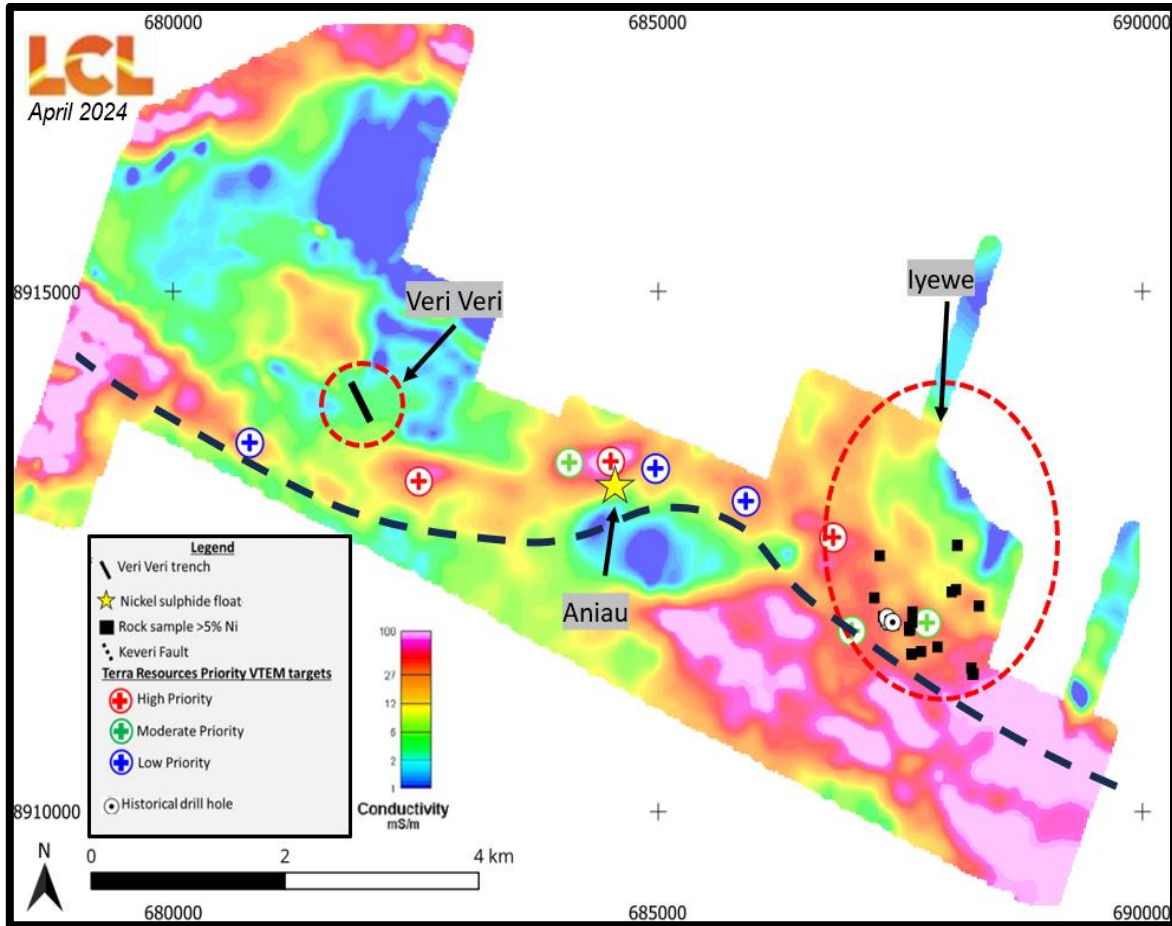 680000
685000
690000
LCL
April 2024
8915000
Veri Veri
Iyewe
Aniau
Legend
Veri Veri trench
Nickel sulphide float
Rock sample >5% Ni
Keveri Fault
Terra Resources Priority VTEM targets
High Priority
Moderate Priority
Low Priority
Historical drill hole
100
27
12
6
2
1
Conductivity
mS/m
8910000
N
0
2
4 km
680000
685000
690000